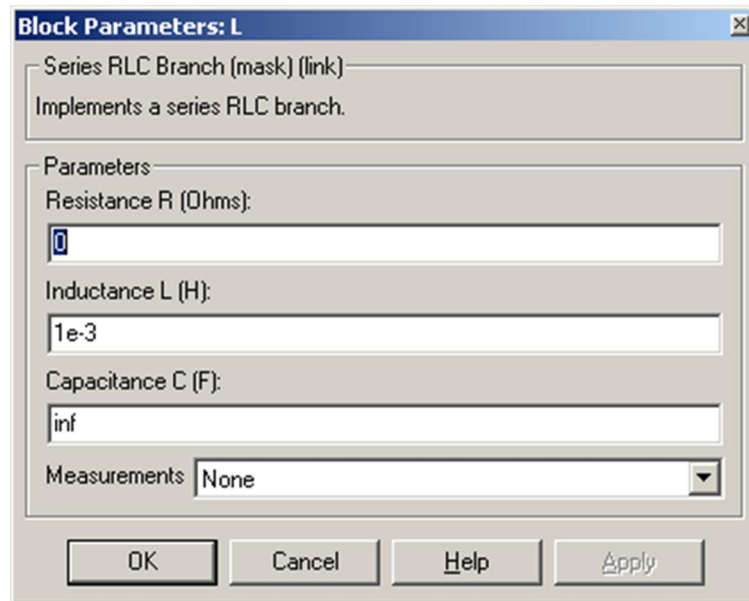 Block Parameters: L
Series RLC Branch (mask) (link)
Implements a series RLC branch.
Parameters
Resistance R (Ohms):
0
Inductance L (H):
1e-3
Capacitance C (F):
inf
Measurements None
OK Cancel Help Apply